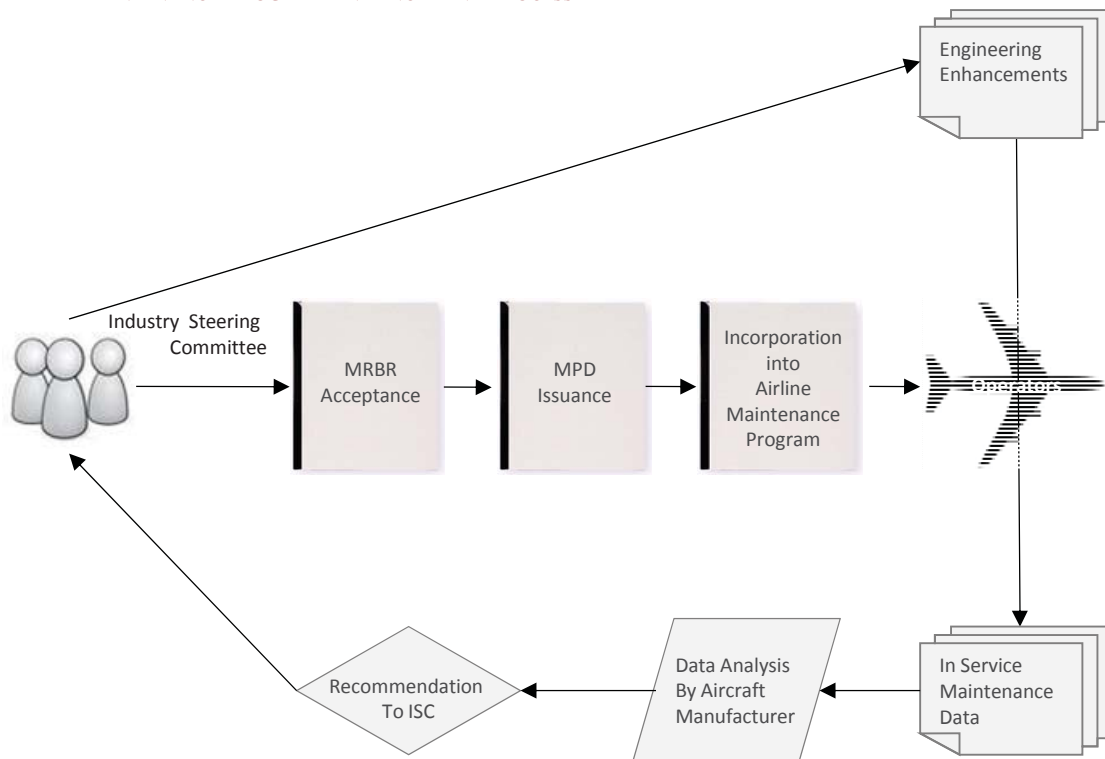 Engineering
Enhancements
Industry Steering
Committee
MRBR
Acceptance
MPD
Issuance
Incorporation
into
Airline
Maintenance
Program
Operators
Recommendation
To ISC
Data Analysis
By Aircraft
Manufacturer
In Service
Maintenance
Data